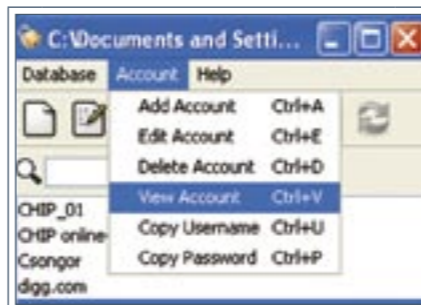 C:\Documents and Setti...
Database Account Help
Add Account Ctrl+A
Edit Account Ctrl+E
Delete Account Ctrl+D
View Account Ctrl+V
Copy Username Ctrl+U
Copy Password Ctrl+P
CHIP_01
CHIP online
Csongor
digg.com